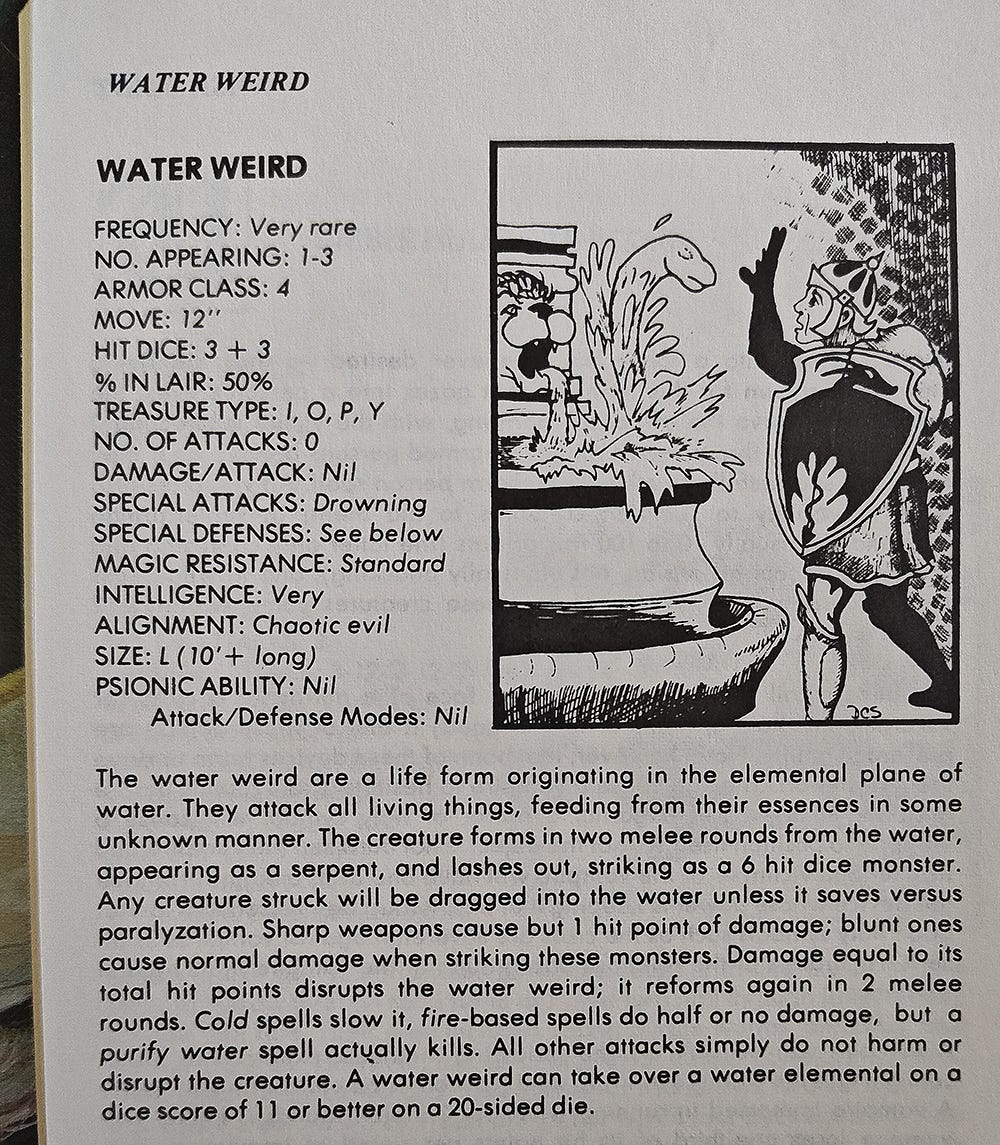 WATER WEIRD
WATER WEIRD
FREQUENCY: Very rare
NO. APPEARING: 1-3
ARMOR CLASS: 4
MOVE: 12"
HIT DICE: 3 + 3
% IN LAIR: 50%
TREASURE TYPE: I, O, P, Y
NO. OF ATTACKS: 0
DAMAGE/ATTACK: Nil
SPECIAL ATTACKS: Drowning
SPECIAL DEFENSES: See below
MAGIC RESISTANCE: Standard
INTELLIGENCE: Very
ALIGNMENT: Chaotic evil
SIZE: L (10'+ long)
PSIONIC ABILITY: Nil
Attack/Defense Modes: Nil
DCS
The water weird are a life form originating in the elemental plane of
water. They attack all living things, feeding from their essences in some
unknown manner. The creature forms in two melee rounds from the water,
appearing as a serpent, and lashes out, striking as a 6 hit dice monster.
Any creature struck will be dragged into the water unless it saves versus
paralyzation. Sharp weapons cause but 1 hit point of damage; blunt ones
cause normal damage when striking these monsters. Damage equal to its
total hit points disrupts the water weird; it reforms again in 2 melee
rounds. Cold spells slow it, fire-based spells do half or no damage, but a
purify water spell actually kills. All other attacks simply do not harm or
disrupt the creature. A water weird can take over a water elemental on a
dice score of 11 or better on a 20-sided die.